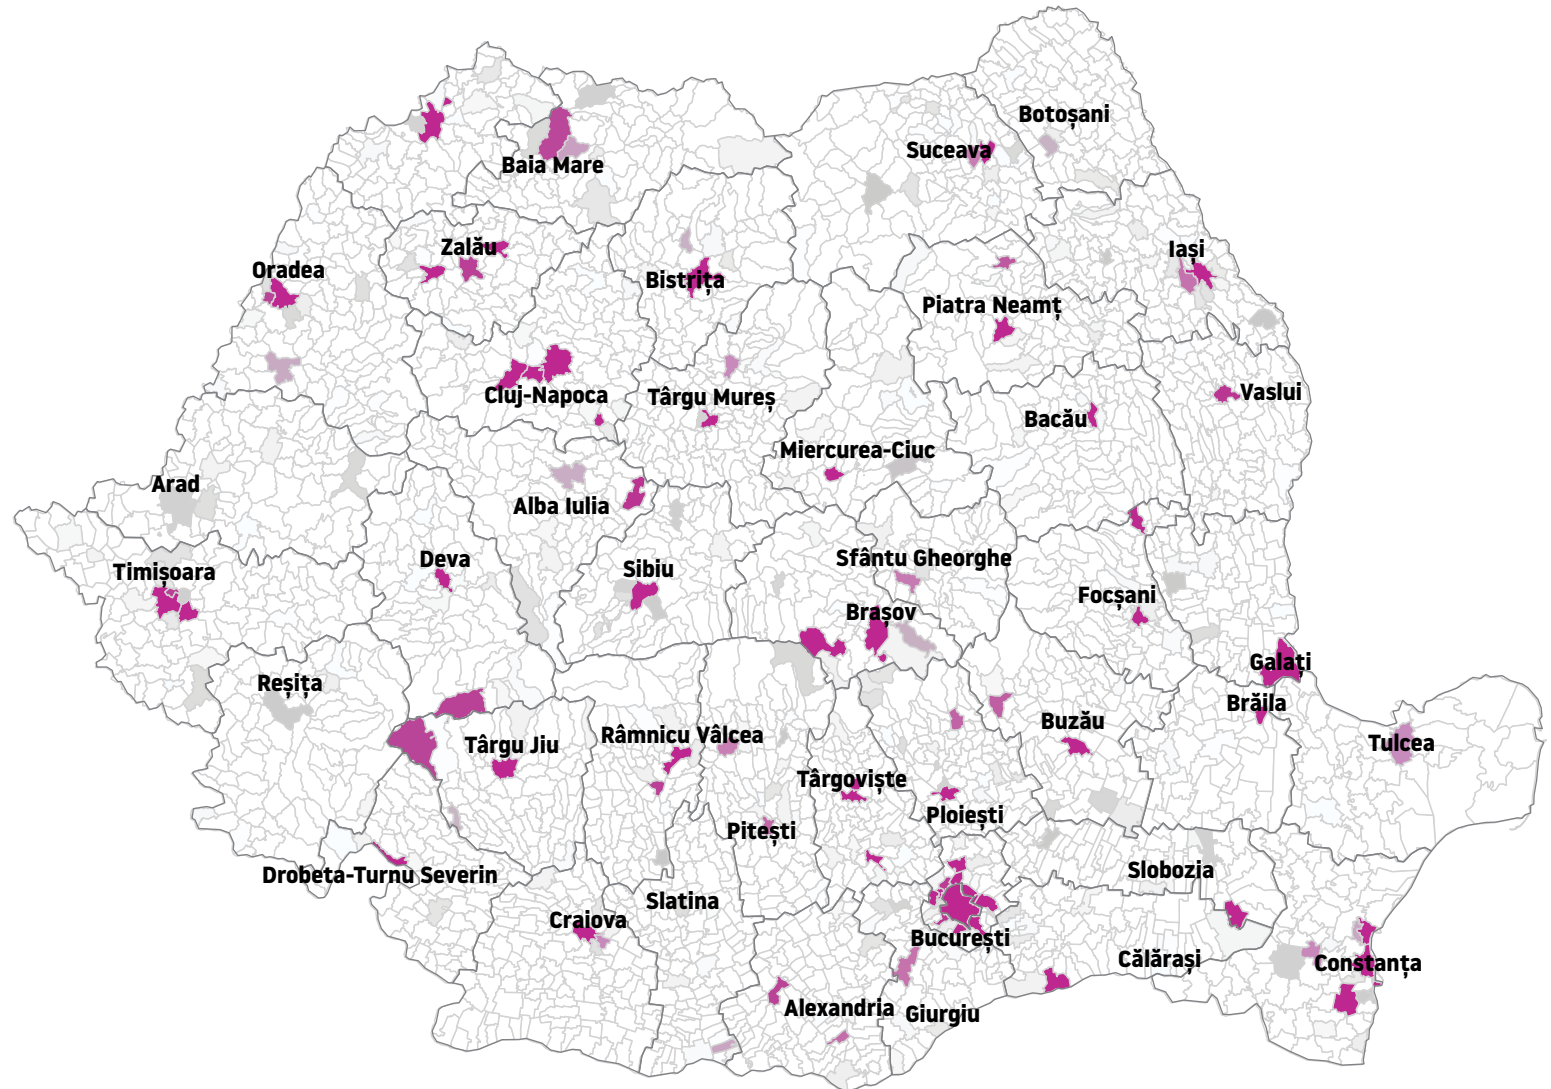 Botoșani
Suceava
Baia Mare
Zalău
Iași
Oradea
Bistrița
Piatra Neamț
Cluj-Napoca
Târgu Mureș
Vaslui
Bacău
Miercurea-Ciuc
Arad
Alba Iulia
Deva
Sfântu Gheorghe
Timișoara
Sibiu
Focșani
Brașov
Galați
Reșița
Brăila
Buzău
Râmnicu Vâlcea
Târgu Jiu
Tulcea
Târgoviște
Ploiești
Pitești
Drobeta-Turnu Severin
Slobozia
Slatina
Craiova
București
Călărași
Constanța
Alexandria
Giurgiu